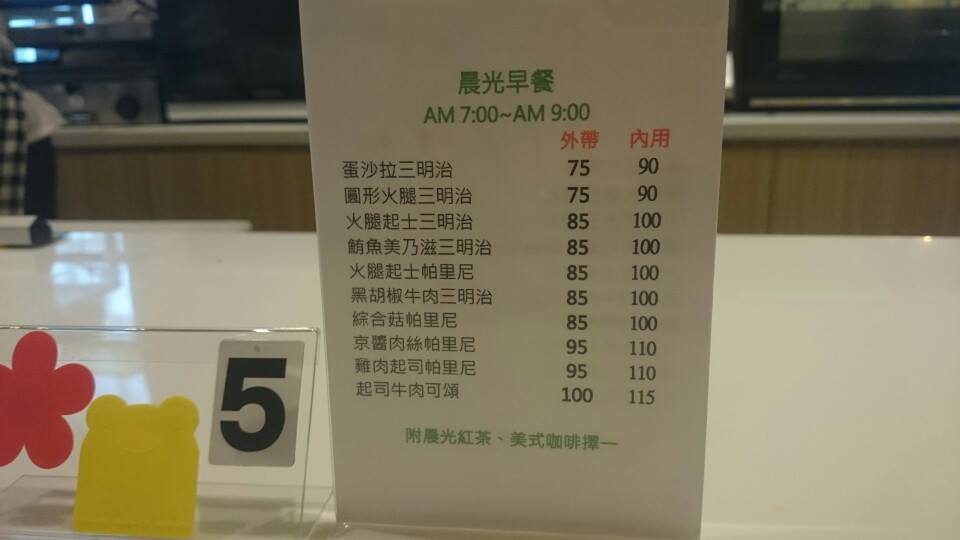 晨光早餐
AM 7:00~AM 9:00
外帶 內用
蛋沙拉三明治 75 90
圓形火腿三明治 75 90
火腿起士三明治 85 100
鮪魚美乃滋三明治 85 100
火腿起士帕里尼 85 100
黑胡椒牛肉三明治 85 100
綜合菇帕里尼 85 100
京醬肉絲帕里尼 95 110
雞肉起司帕里尼 95 110
起司牛肉可頌 100 115
附晨光紅茶、美式咖啡擇一
5